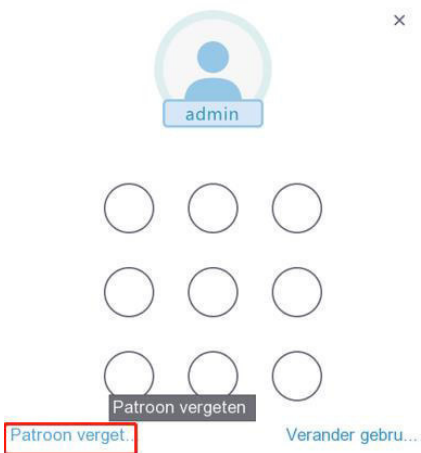 ×
admin
Patroon vergeten
Patroon verget..
Verander gebru...